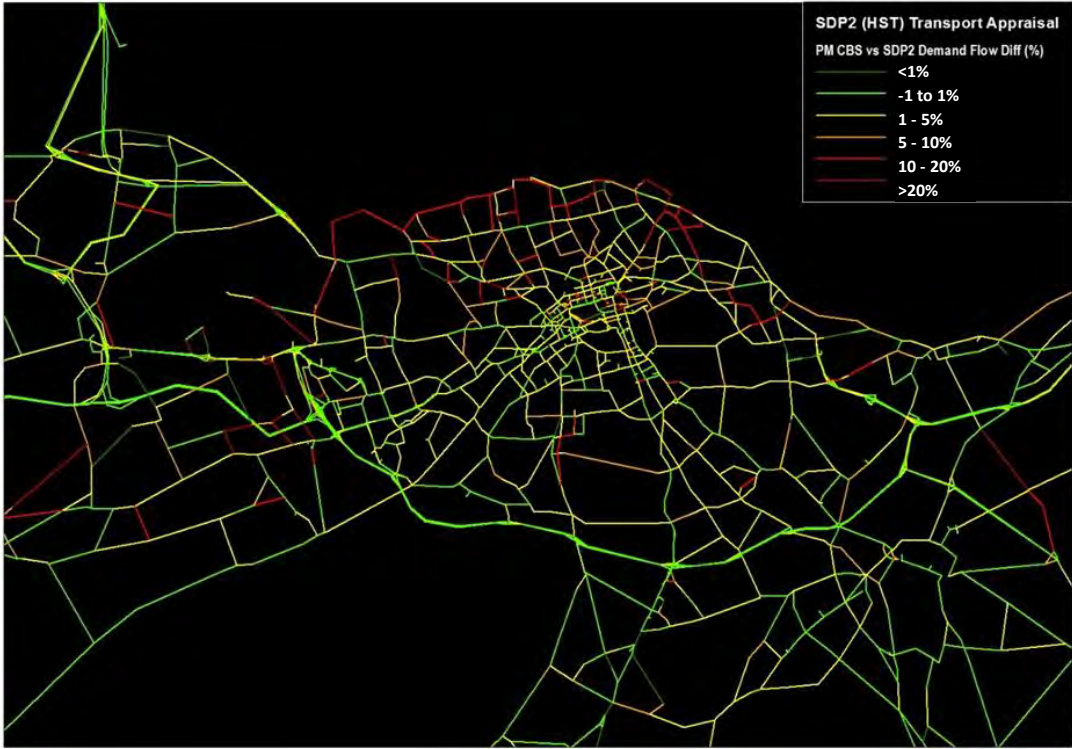 SDP2 (HST) Transport Appraisal
PM CBS vs SDP2 Demand Flow Diff (%)
<1%
-1 to 1%
1 - 5%
5 - 10%
10 - 20%
>20%